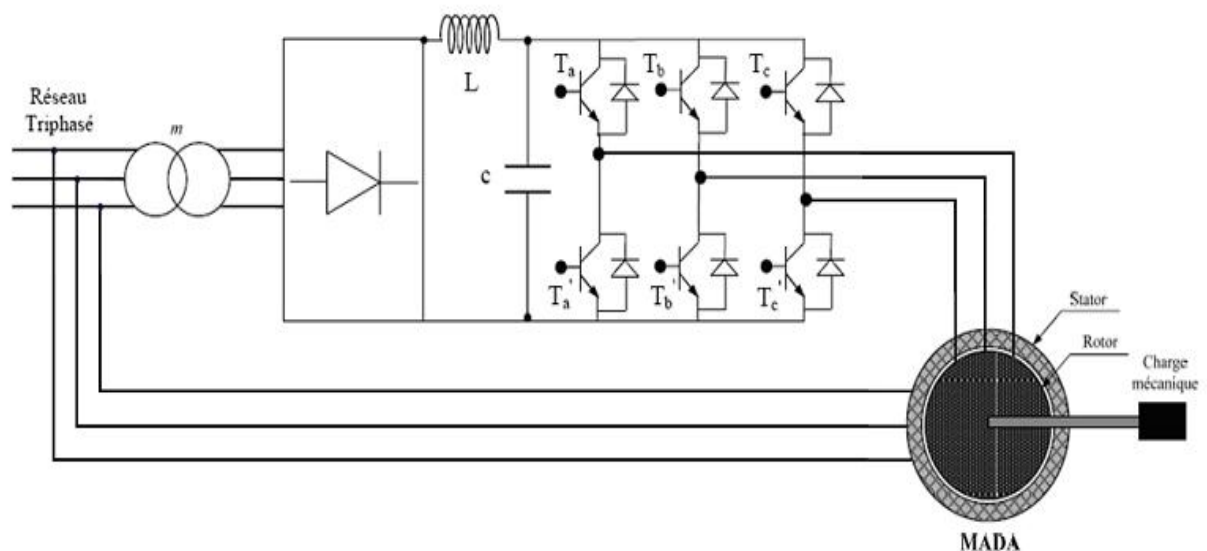 Réseau
Triphasé
m
L
c
Ta
Tb
Tc
Ta'
Tb'
Tc'
Stator
Rotor
Charge
mécanique
MADA